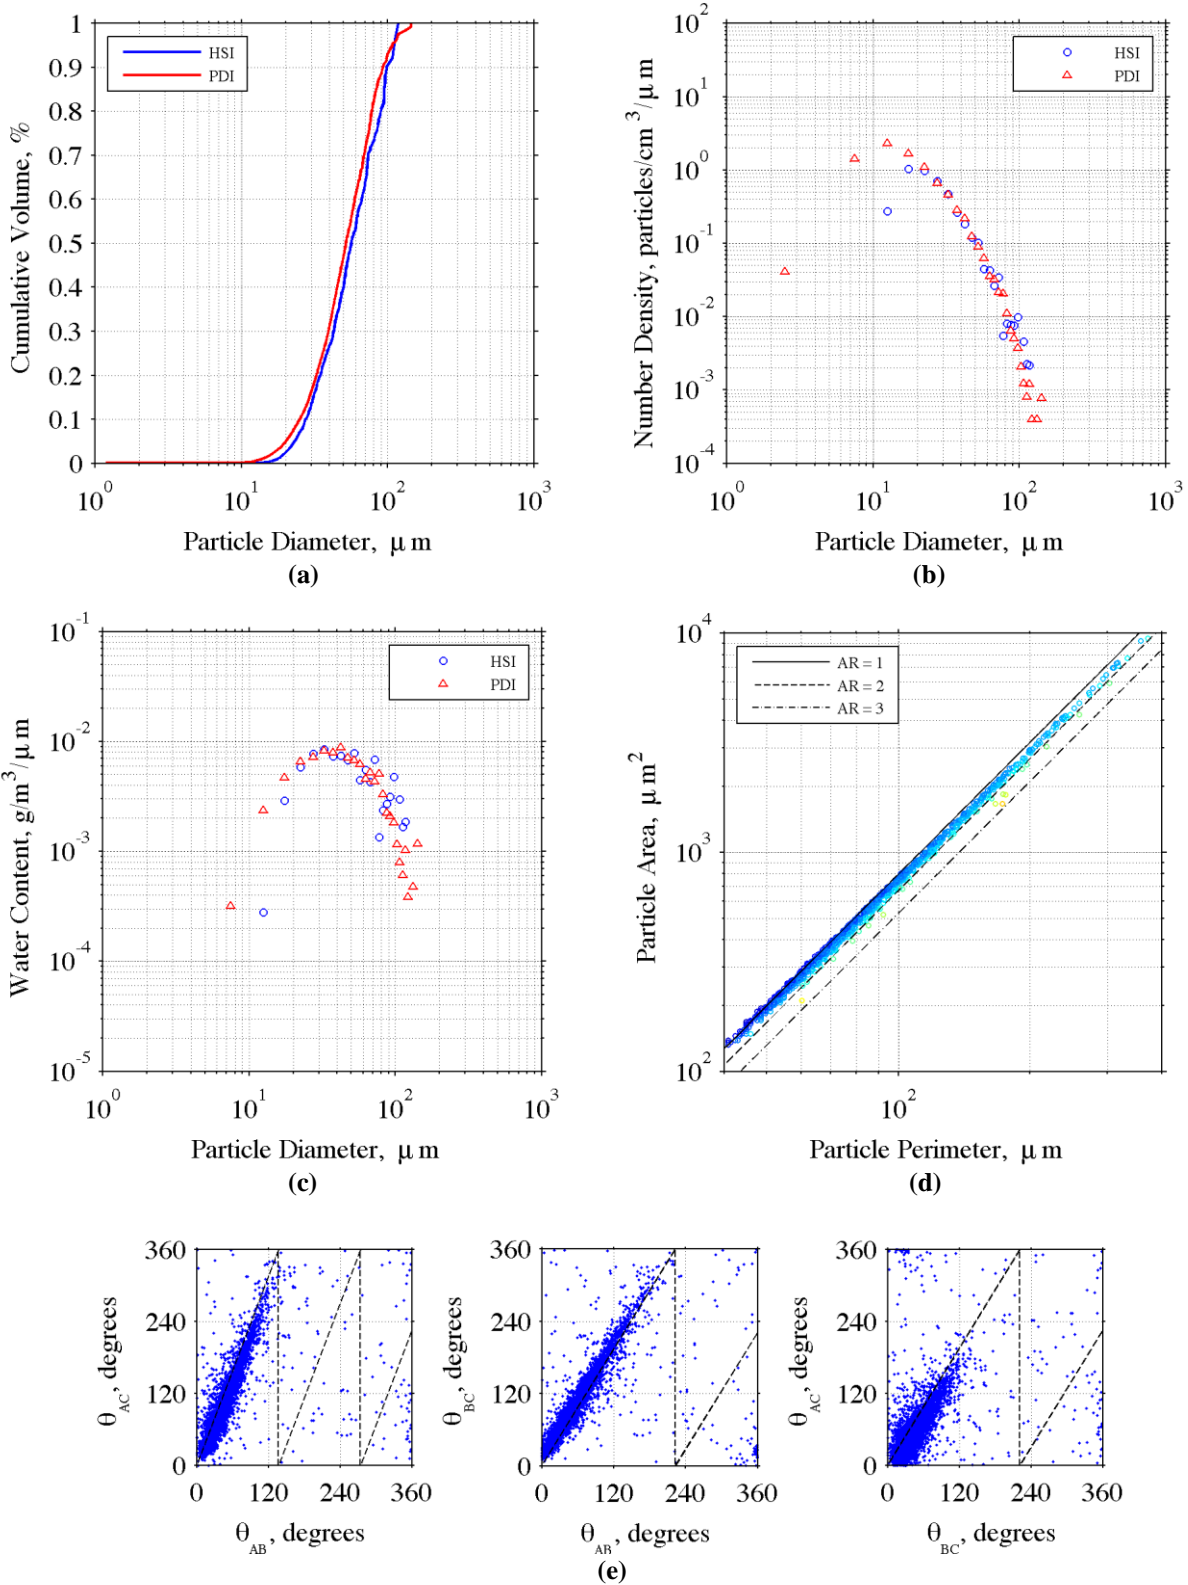 1
0.9
0.8
0.7
0.6
0.5
0.4
0.3
0.2
0.1
0
Cumulative Volume, %
HSI
PDI
10^0 10^1 10^2 10^3
Particle Diameter, μ m
(a)
10^2
10^1
10^0
10^-1
10^-2
10^-3
10^-4
Number Density, particles/cm^3/μ m
HSI
PDI
10^0 10^1 10^2 10^3
Particle Diameter, μ m
(b)
10^-1
10^-2
10^-3
10^-4
10^-5
Water Content, g/m^3/μ m
HSI
PDI
10^0 10^1 10^2 10^3
Particle Diameter, μ m
(c)
10^4
10^3
10^2
Particle Area, μ m^2
AR = 1
AR = 2
AR = 3
10^2
Particle Perimeter, μ m
(d)
360
240
120
0
θ_AC, degrees
0 120 240 360
θ_AB, degrees
360
240
120
0
θ_BC, degrees
0 120 240 360
θ_AB, degrees
360
240
120
0
θ_AC, degrees
0 120 240 360
θ_BC, degrees
(e)